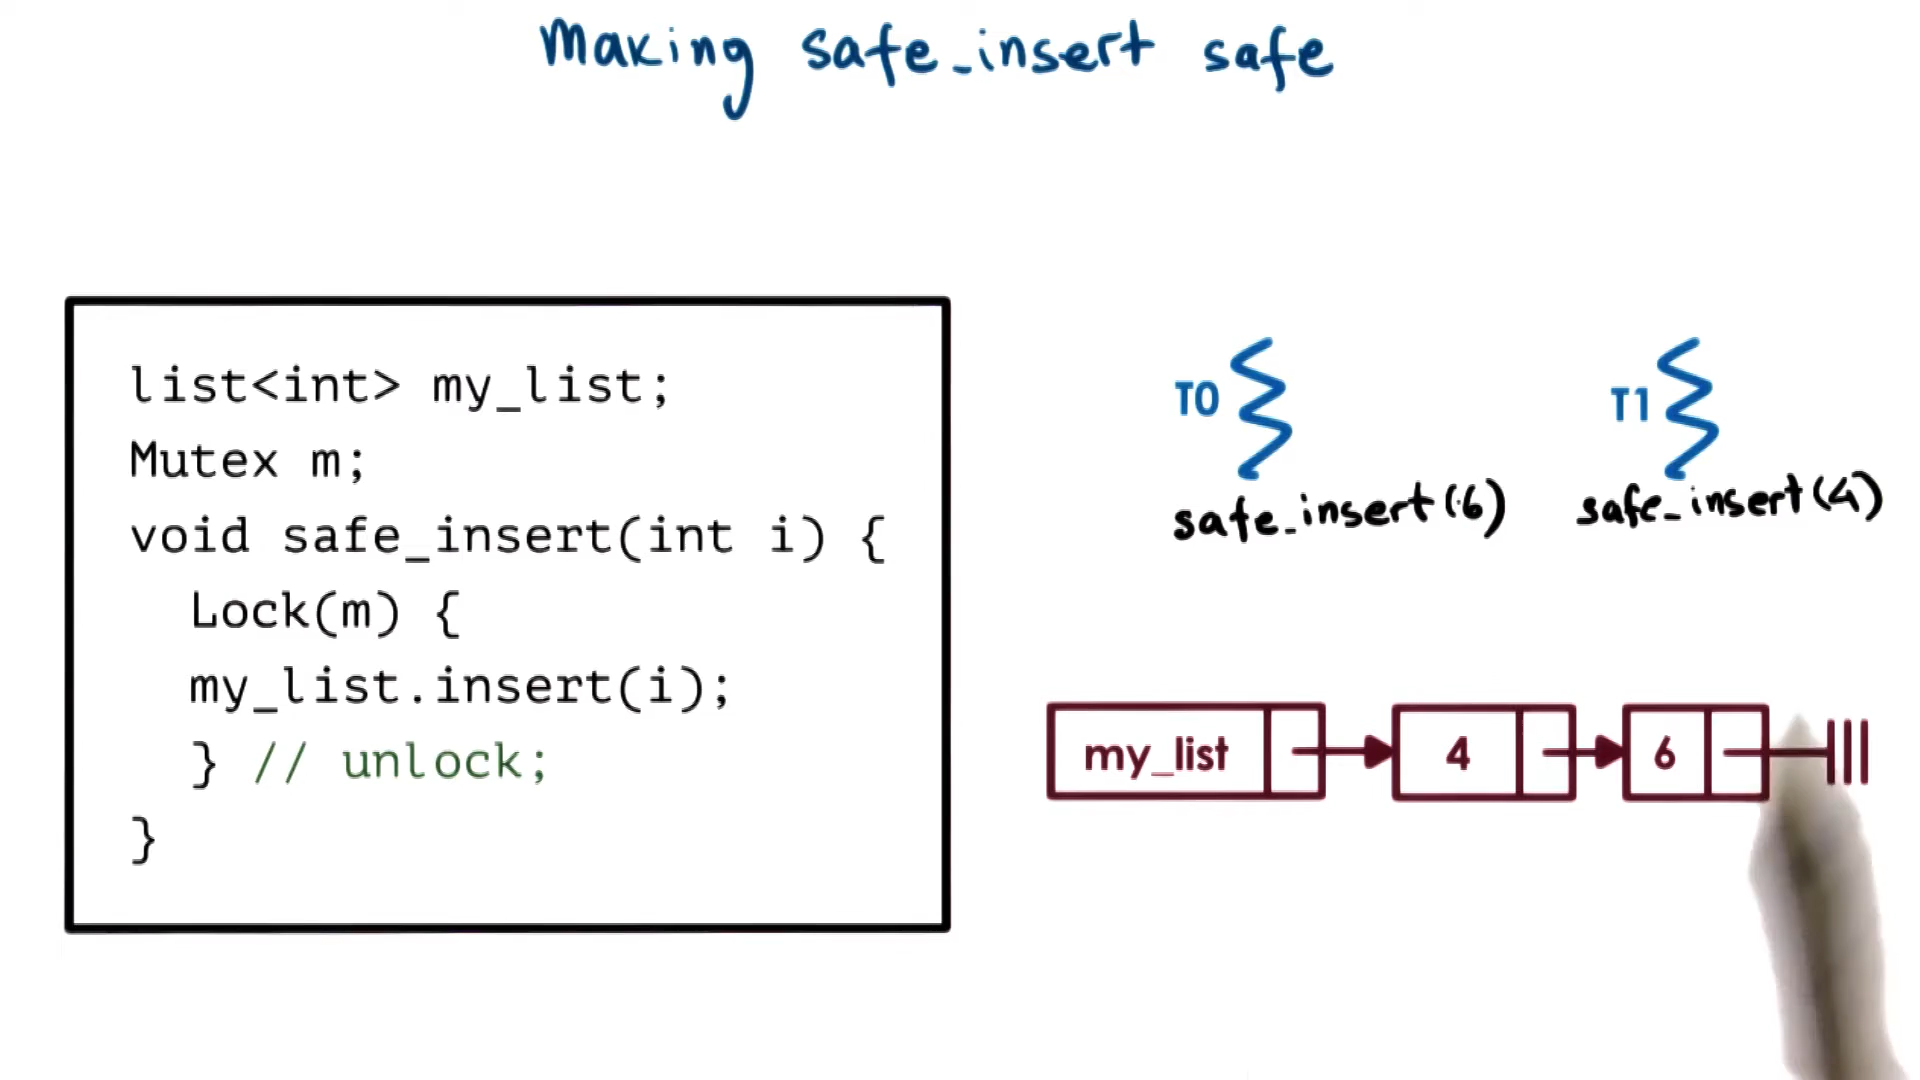 Making safe_insert safe
list<int> my_list;
Mutex m;
void safe_insert(int i) {
Lock(m) {
my_list.insert(i);
} // unlock;
}
T0
T1
safe_insert(6)
safe_insert(4)
my_list
4
6